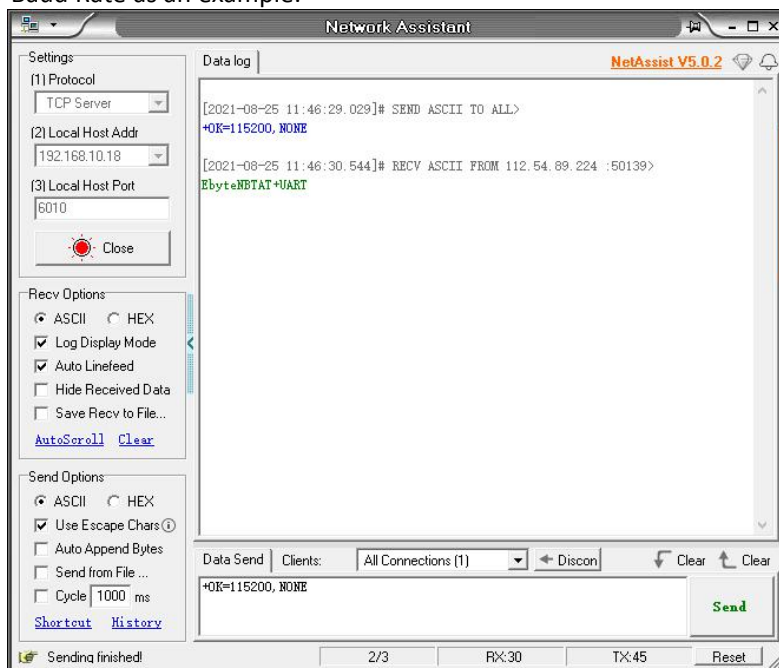 Baud Rate as an example:
Network Assistant
Settings
(1) Protocol
TCP Server
(2) Local Host Addr
192.168.10.18
(3) Local Host Port
6010
Close
Recv Options
ASCII HEX
Log Display Mode
Auto Linefeed
Hide Received Data
Save Recv to File...
AutoScroll Clear
Send Options
ASCII HEX
Use Escape Chars
Auto Append Bytes
Send from File ...
Cycle 1000 ms
Shortcut History
Data log
NetAssist V5.0.2
[2021-08-25 11:46:29.029]# SEND ASCII TO ALL>
+OK=115200, NONE
[2021-08-25 11:46:30.544]# RECV ASCII FROM 112.54.89.224 :50139>
EbyteNBTAT+UART
Data Send Clients: All Connections (1) Discon Clear Clear
+OK=115200, NONE
Send
Sending finished! 2/3 RX:30 TX:45 Reset